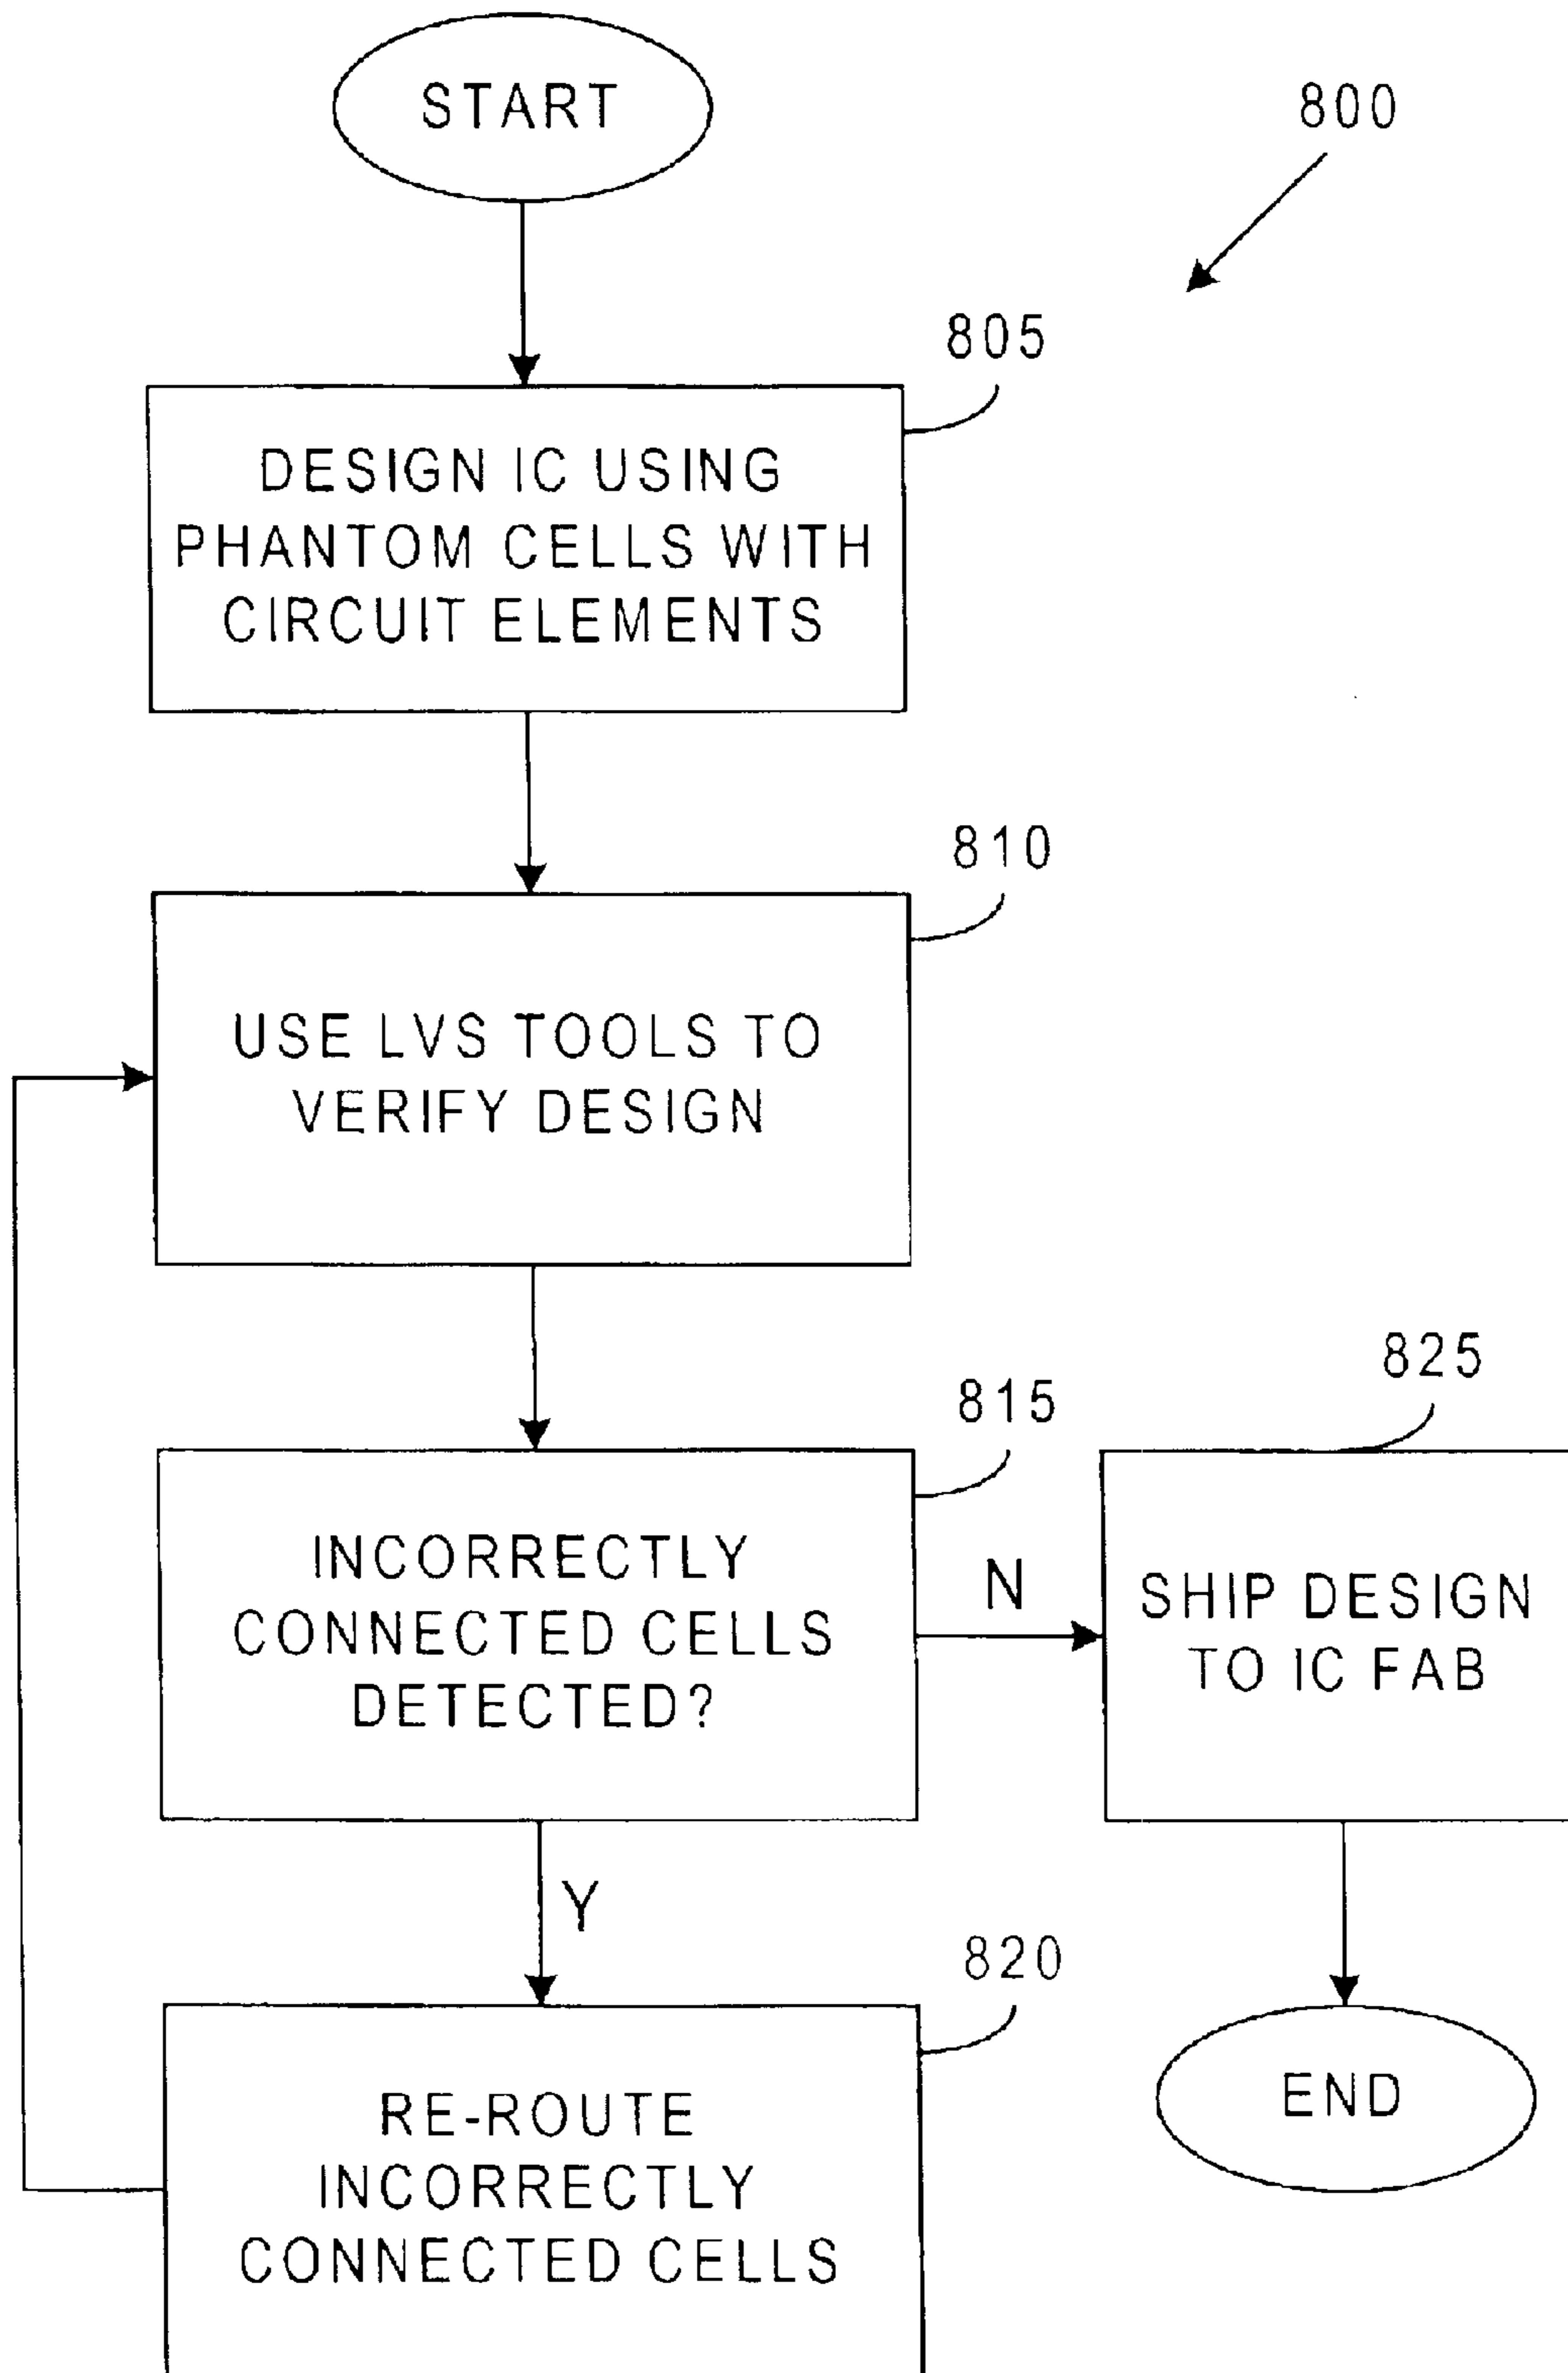 START
800
805
DESIGN IC USING
PHANTOM CELLS WITH
CIRCUIT ELEMENTS
810
USE LVS TOOLS TO
VERIFY DESIGN
815
825
INCORRECTLY
CONNECTED CELLS
DETECTED?
N
SHIP DESIGN
TO IC FAB
Y
820
RE-ROUTE
INCORRECTLY
CONNECTED CELLS
END